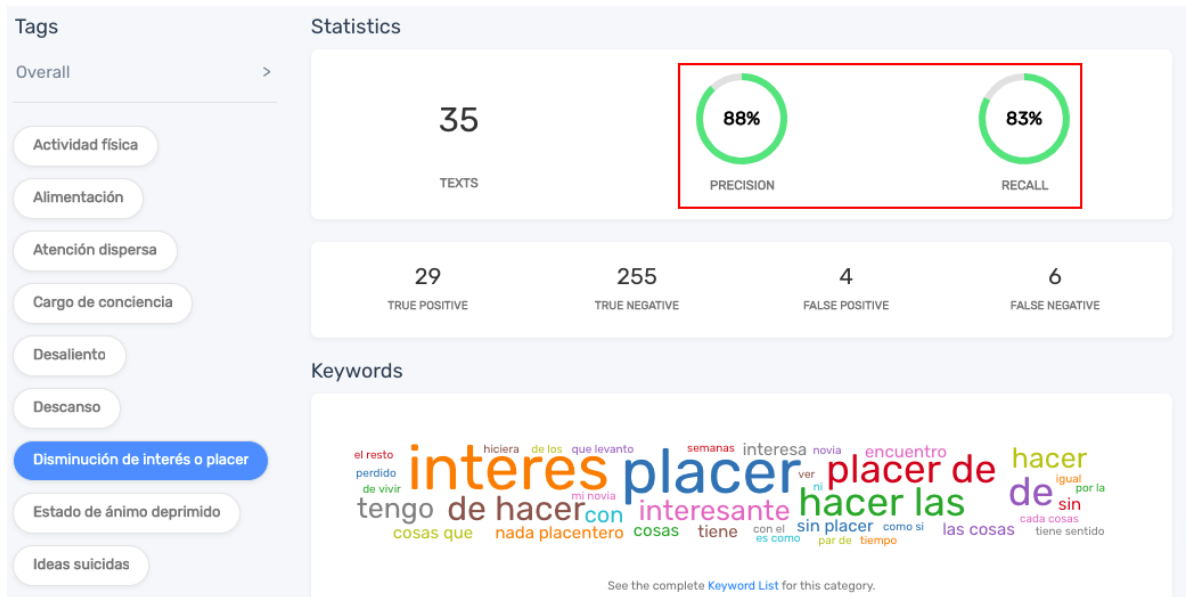 Tags
Overall >
Actividad física
Alimentación
Atención dispersa
Cargo de conciencia
Desaliento
Descanso
Disminución de interés o placer
Estado de ánimo deprimido
Ideas suicidas
Statistics
35
TEXTS
88%
PRECISION
83%
RECALL
29
TRUE POSITIVE
255
TRUE NEGATIVE
4
FALSE POSITIVE
6
FALSE NEGATIVE
Keywords
el resto
hiciera
de los
que levanto
semanas
interesa
novia
encuentro
hacer
perdido
interes
placer
ver
placer de
igual
de vivir
mi novia
ni
de
por la
tengo
de hacer
con
interesante
hacer las
sin
cada cosas
cosas que
nada placentero
cosas
tiene
con el
es como
sin placer
como si
par de
tiempo
las cosas
tiene sentido
See the complete Keyword List for this category.